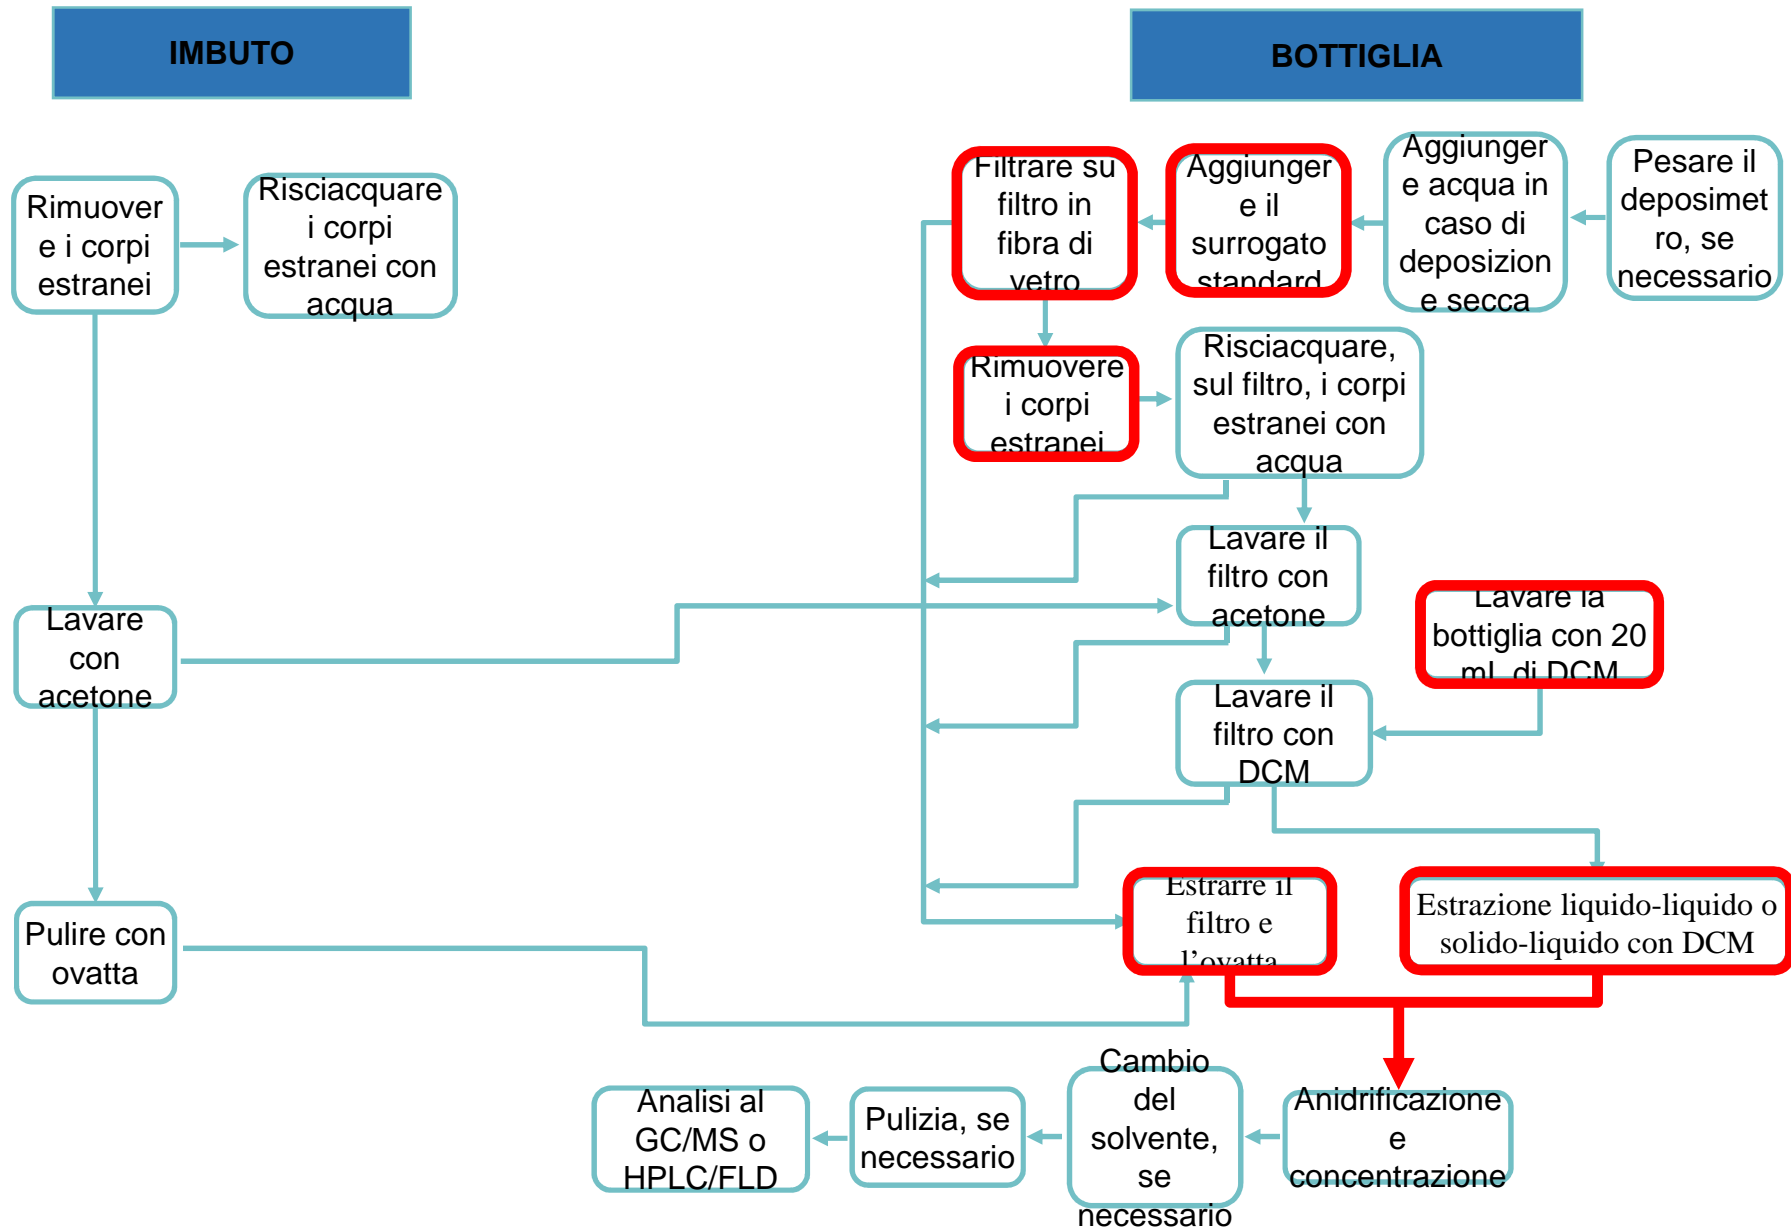 IMBUTO
BOTTIGLIA
Rimuover
e i corpi
estranei
Risciacquare
i corpi
estranei con
acqua
Filtrare su
filtro in
fibra di
vetro
Aggiunger
e il
surrogato
standard
Aggiunger
e acqua in
caso di
deposizion
e secca
Pesare il
deposimet
ro, se
necessario
Rimuovere
i corpi
estranei
Risciacquare,
sul filtro, i corpi
estranei con
acqua
Lavare il
filtro con
acetone
Lavare la
bottiglia con 20
mL di DCM
Lavare
con
acetone
Lavare il
filtro con
DCM
Estrarre il
filtro e
l'ovatta
Estrazione liquido-liquido o
solido-liquido con DCM
Pulire con
ovatta
Analisi al
GC/MS o
HPLC/FLD
Pulizia, se
necessario
Cambio
del
solvente,
se
necessario
Anidrificazione
e
concentrazione